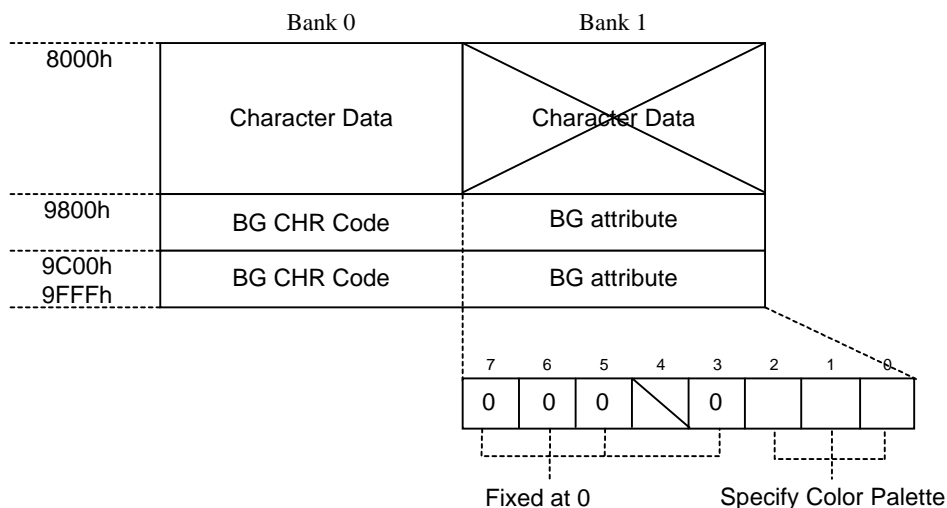 Bank 0 Bank 1
8000h
Character Data Character Data
9800h
BG CHR Code BG attribute
9C00h
BG CHR Code BG attribute
9FFFh
7 6 5 4 3 2 1 0
0 0 0 0
Fixed at 0 Specify Color Palette